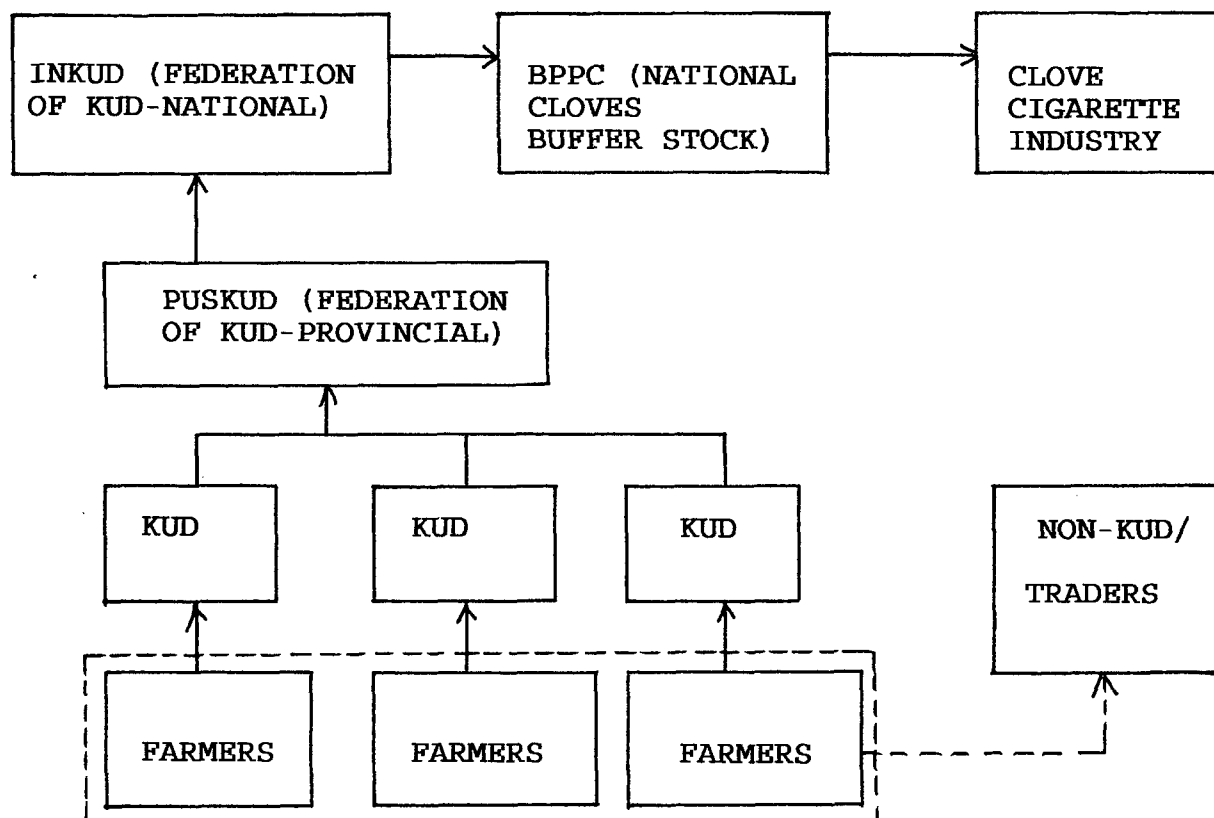 INKUD (FEDERATION
OF KUD-NATIONAL)
BPPC (NATIONAL
CLOVES
BUFFER STOCK)
CLOVE
CIGARETTE
INDUSTRY
PUSKUD (FEDERATION
OF KUD-PROVINCIAL)
KUD
KUD
KUD
NON-KUD/
TRADERS
FARMERS
FARMERS
FARMERS